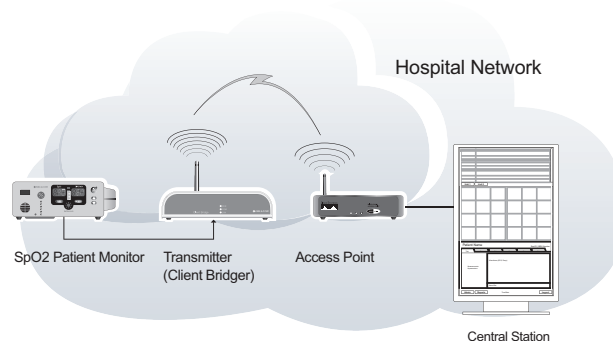 Hospital Network
SpO2 Patient Monitor
Transmitter
(Client Bridger)
Access Point
Central Station